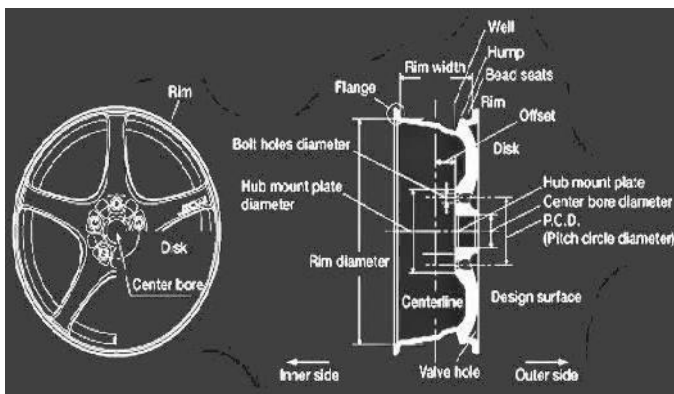 Rim
Disk
Center bore
Well
Hump
Rim width
Bead seats
Flange
Rim
Offset
Bolt holes diameter
Disk
Hub mount plate
diameter
Hub mount plate
Center bore diameter
P.C.D.
(Pitch circle diameter)
Rim diameter
Centerline
Design surface
Valve hole
Inner side
Outer side